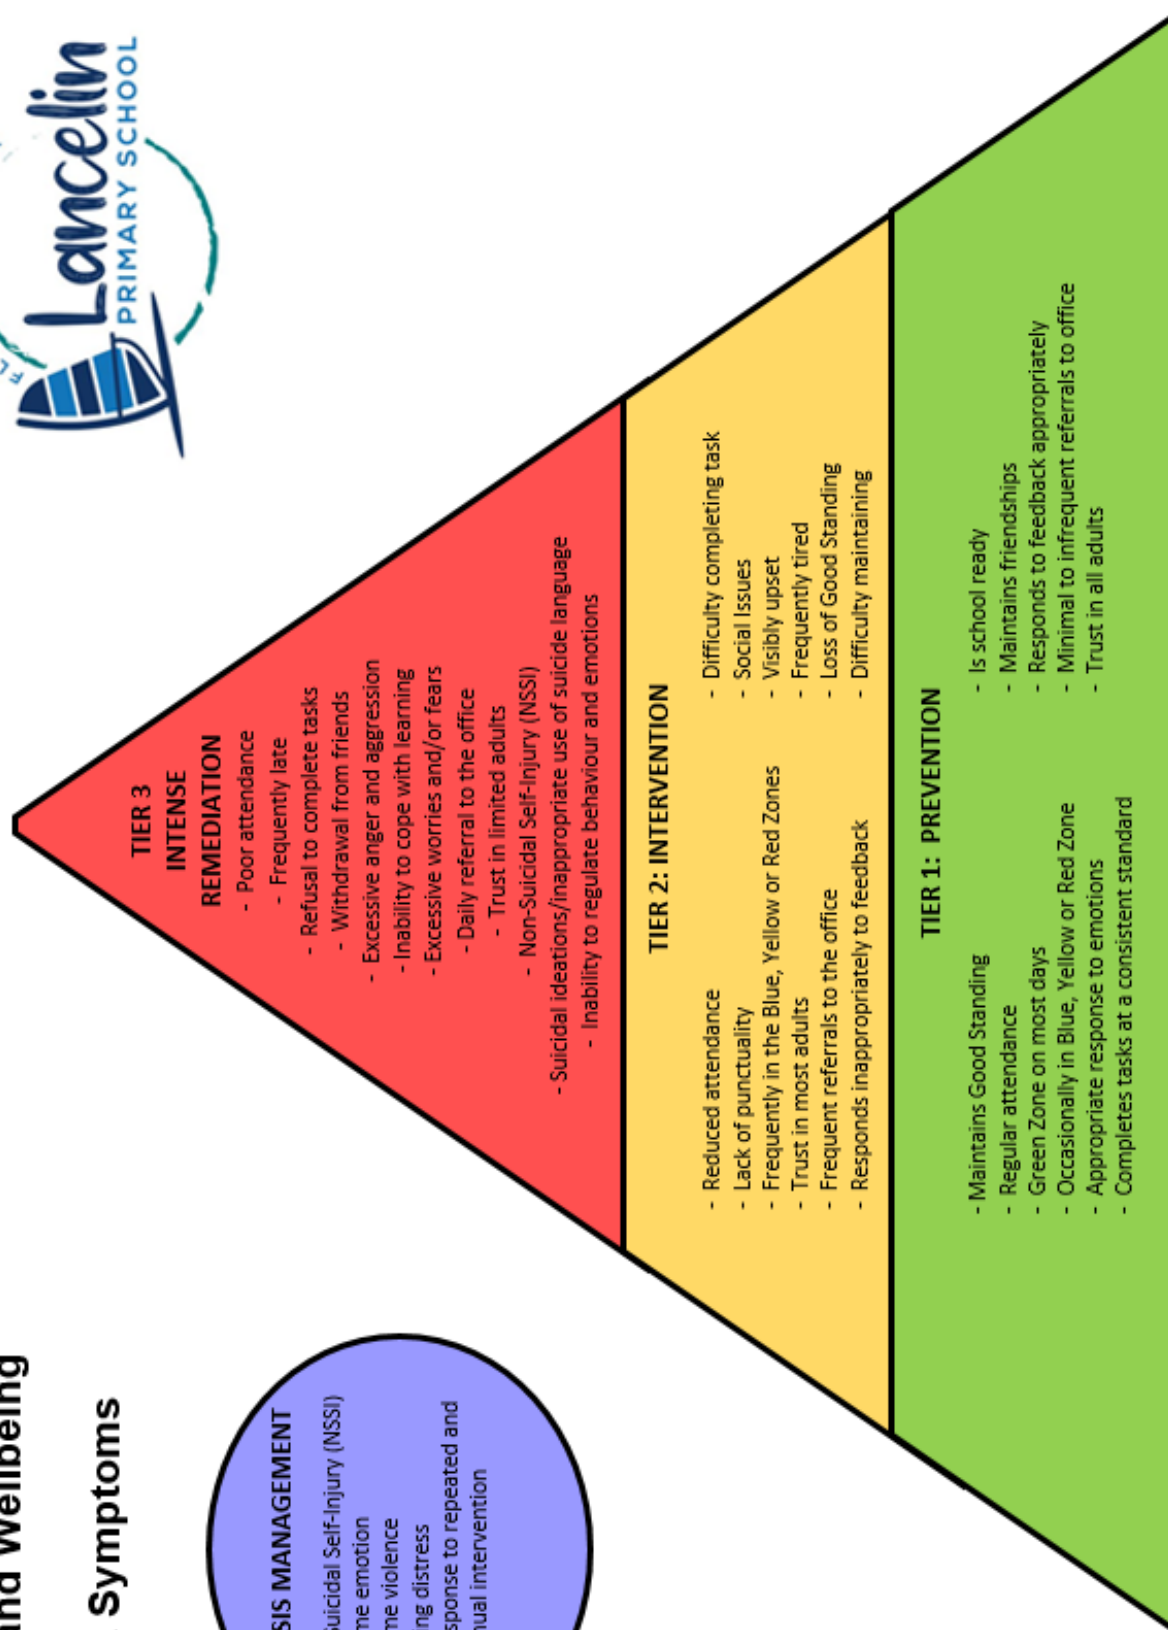 and Wellbeing
Symptoms
Lancelin
PRIMARY SCHOOL
SIS MANAGEMENT
Suicidal Self-Injury (NSSI)
me emotion
me violence
ng distress
sponse to repeated and
nual intervention
TIER 3
INTENSE
REMEDIATION
- Poor attendance
- Frequently late
- Refusal to complete tasks
- Withdrawal from friends
- Excessive anger and aggression
- Inability to cope with learning
- Excessive worries and/or fears
- Daily referral to the office
- Trust in limited adults
- Non-Suicidal Self-Injury (NSSI)
- Suicidal ideations/inappropriate use of suicide language
- Inability to regulate behaviour and emotions
TIER 2: INTERVENTION
- Reduced attendance
- Lack of punctuality
- Frequently in the Blue, Yellow or Red Zones
- Trust in most adults
- Frequent referrals to the office
- Responds inappropriately to feedback
- Difficulty completing task
- Social Issues
- Visibly upset
- Frequently tired
- Loss of Good Standing
- Difficulty maintaining
TIER 1: PREVENTION
- Maintains Good Standing
- Regular attendance
- Green Zone on most days
- Occasionally in Blue, Yellow or Red Zone
- Appropriate response to emotions
- Completes tasks at a consistent standard
- Is school ready
- Maintains friendships
- Responds to feedback appropriately
- Minimal to infrequent referrals to office
- Trust in all adults